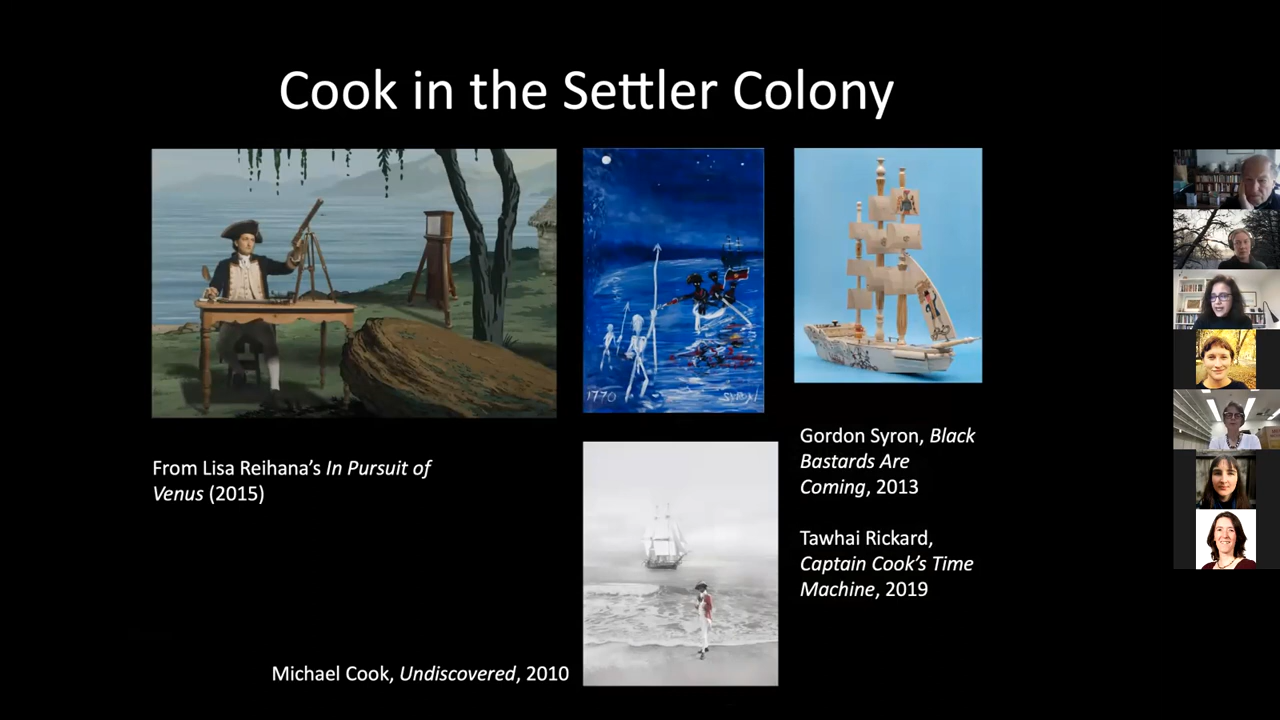 Cook in the Settler Colony
1770
From Lisa Reihana’s In Pursuit of
Venus (2015)
Gordon Syron, Black
Bastards Are
Coming, 2013
Tawhai Rickard,
Captain Cook’s Time
Machine, 2019
Michael Cook, Undiscovered, 2010